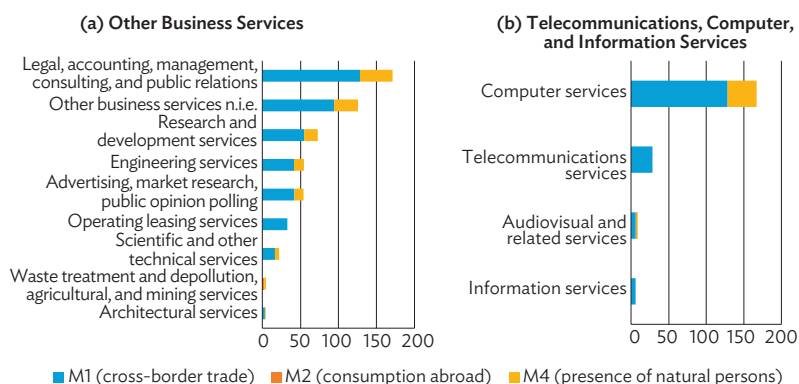 (a) Other Business Services
Legal, accounting, management,
consulting, and public relations
Other business services n.i.e.
Research and
development services
Engineering services
Advertising, market research,
public opinion polling
Operating leasing services
Scientific and other
technical services
Waste treatment and depollution,
agricultural, and mining services
Architectural services
0 50 100 150 200
(b) Telecommunications, Computer,
and Information Services
Computer services
Telecommunications
services
Audiovisual and
related services
Information services
0 50 100 150 200
M1 (cross-border trade) M2 (consumption abroad) M4 (presence of natural persons)